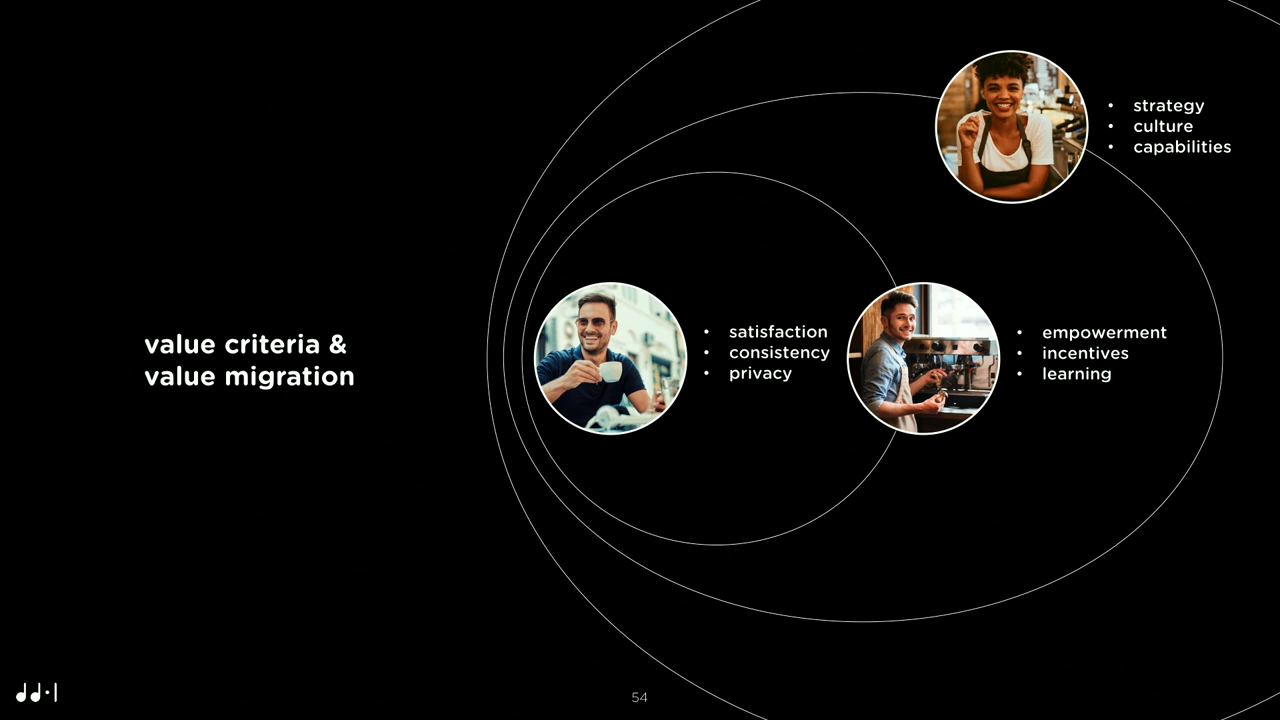 value criteria &
value migration
• strategy
• culture
• capabilities
• satisfaction
• consistency
• privacy
• empowerment
• incentives
• learning
54